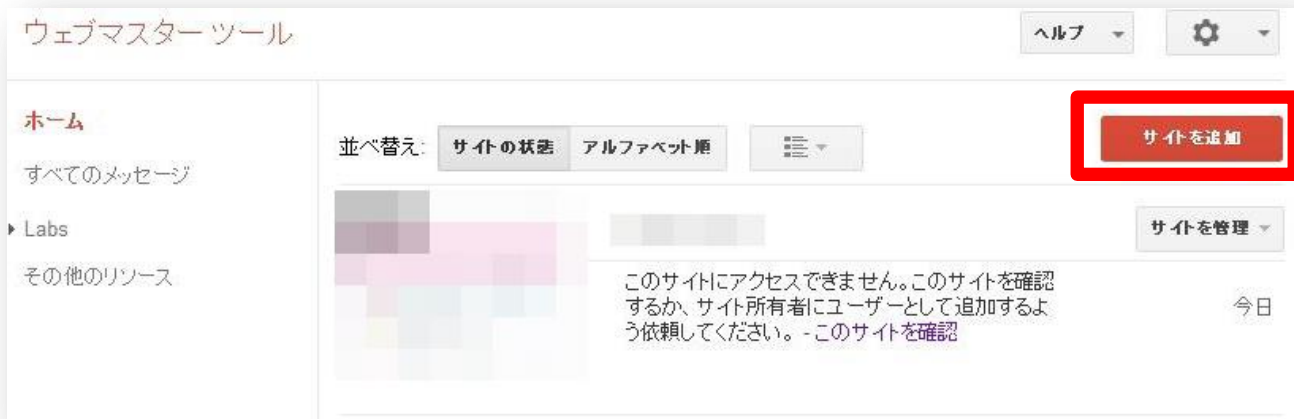 ウェブマスター ツール
ヘルプ
ホーム
すべてのメッセージ
Labs
その他のリソース
並べ替え: サイトの状態 アルファベット順
サイトを追加
サイトを管理
このサイトにアクセスできません。このサイトを確認
するか、サイト所有者にユーザーとして追加するよ
う依頼してください。 - このサイトを確認
今日